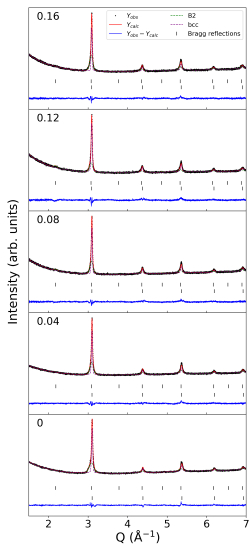 0.16
Y_obs
Y_calc
Y_obs − Y_calc
B2
bcc
Bragg reflections
0.12
0.08
0.04
0
Intensity (arb. units)
2 3 4 5 6 7
Q (Å⁻¹)